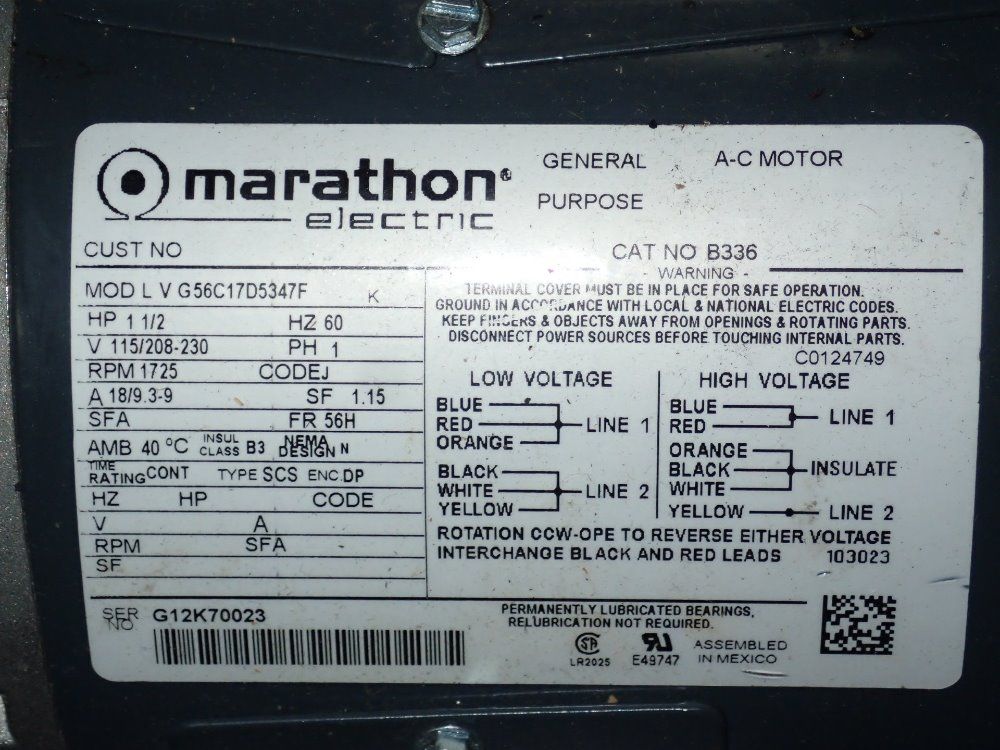 marathon®
electric
GENERAL A-C MOTOR
PURPOSE
CUST NO CAT NO B336
MOD L V G56C17D5347F K
HP 1 1/2 HZ 60
V 115/208-230 PH 1
RPM 1725 CODEJ
A 18/9.3-9 SF 1.15
SFA FR 56H
AMB 40 °C INSUL CLASS B3 NEMA DESIGN N
TIME RATING CONT TYPE SCS ENC DP
HZ HP CODE
V A
RPM SFA
SF
- WARNING -
TERMINAL COVER MUST BE IN PLACE FOR SAFE OPERATION.
GROUND IN ACCORDANCE WITH LOCAL & NATIONAL ELECTRIC CODES.
KEEP FINGERS & OBJECTS AWAY FROM OPENINGS & ROTATING PARTS.
DISCONNECT POWER SOURCES BEFORE TOUCHING INTERNAL PARTS.
C0124749
LOW VOLTAGE
BLUE
RED LINE 1
ORANGE
BLACK
WHITE LINE 2
YELLOW
HIGH VOLTAGE
BLUE
RED LINE 1
ORANGE
BLACK INSULATE
WHITE
YELLOW LINE 2
ROTATION CCW-OPE TO REVERSE EITHER VOLTAGE
INTERCHANGE BLACK AND RED LEADS 103023
SER NO G12K70023
PERMANENTLY LUBRICATED BEARINGS,
RELUBRICATION NOT REQUIRED.
SA
LR2025
UR
E49747
ASSEMBLED
IN MEXICO